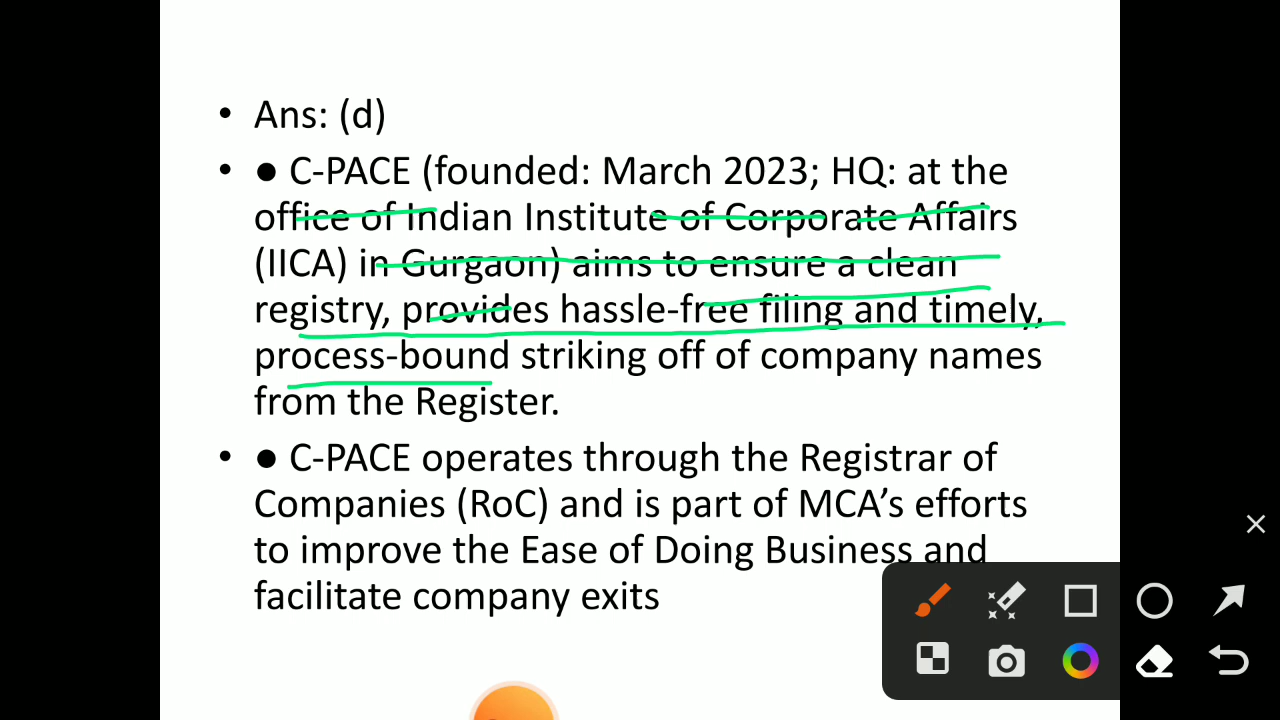 • Ans: (d)
• ● C-PACE (founded: March 2023; HQ: at the
office of Indian Institute of Corporate Affairs
(IICA) in Gurgaon) aims to ensure a clean
registry, provides hassle-free filing and timely,
process-bound striking off of company names
from the Register.
• ● C-PACE operates through the Registrar of
Companies (RoC) and is part of MCA’s efforts
to improve the Ease of Doing Business and
facilitate company exits